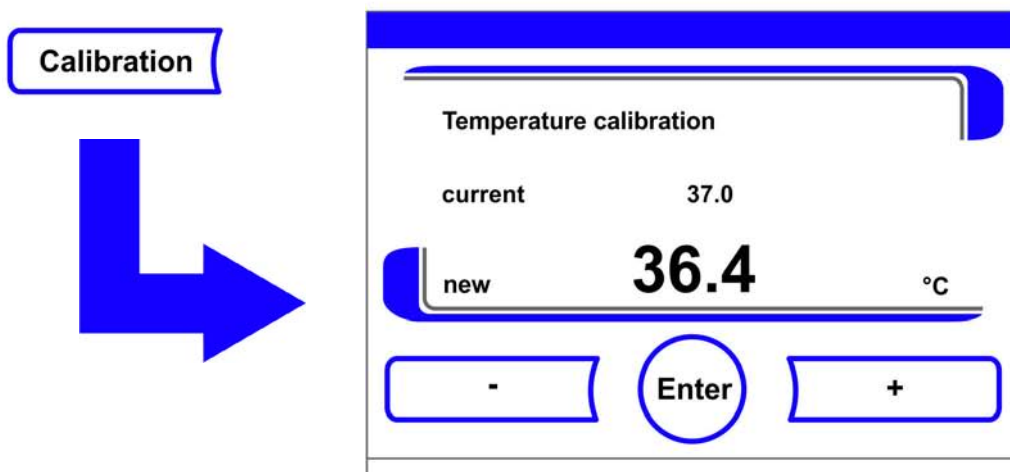 Calibration
Temperature calibration
current 37.0
new 36.4 °C
- Enter +